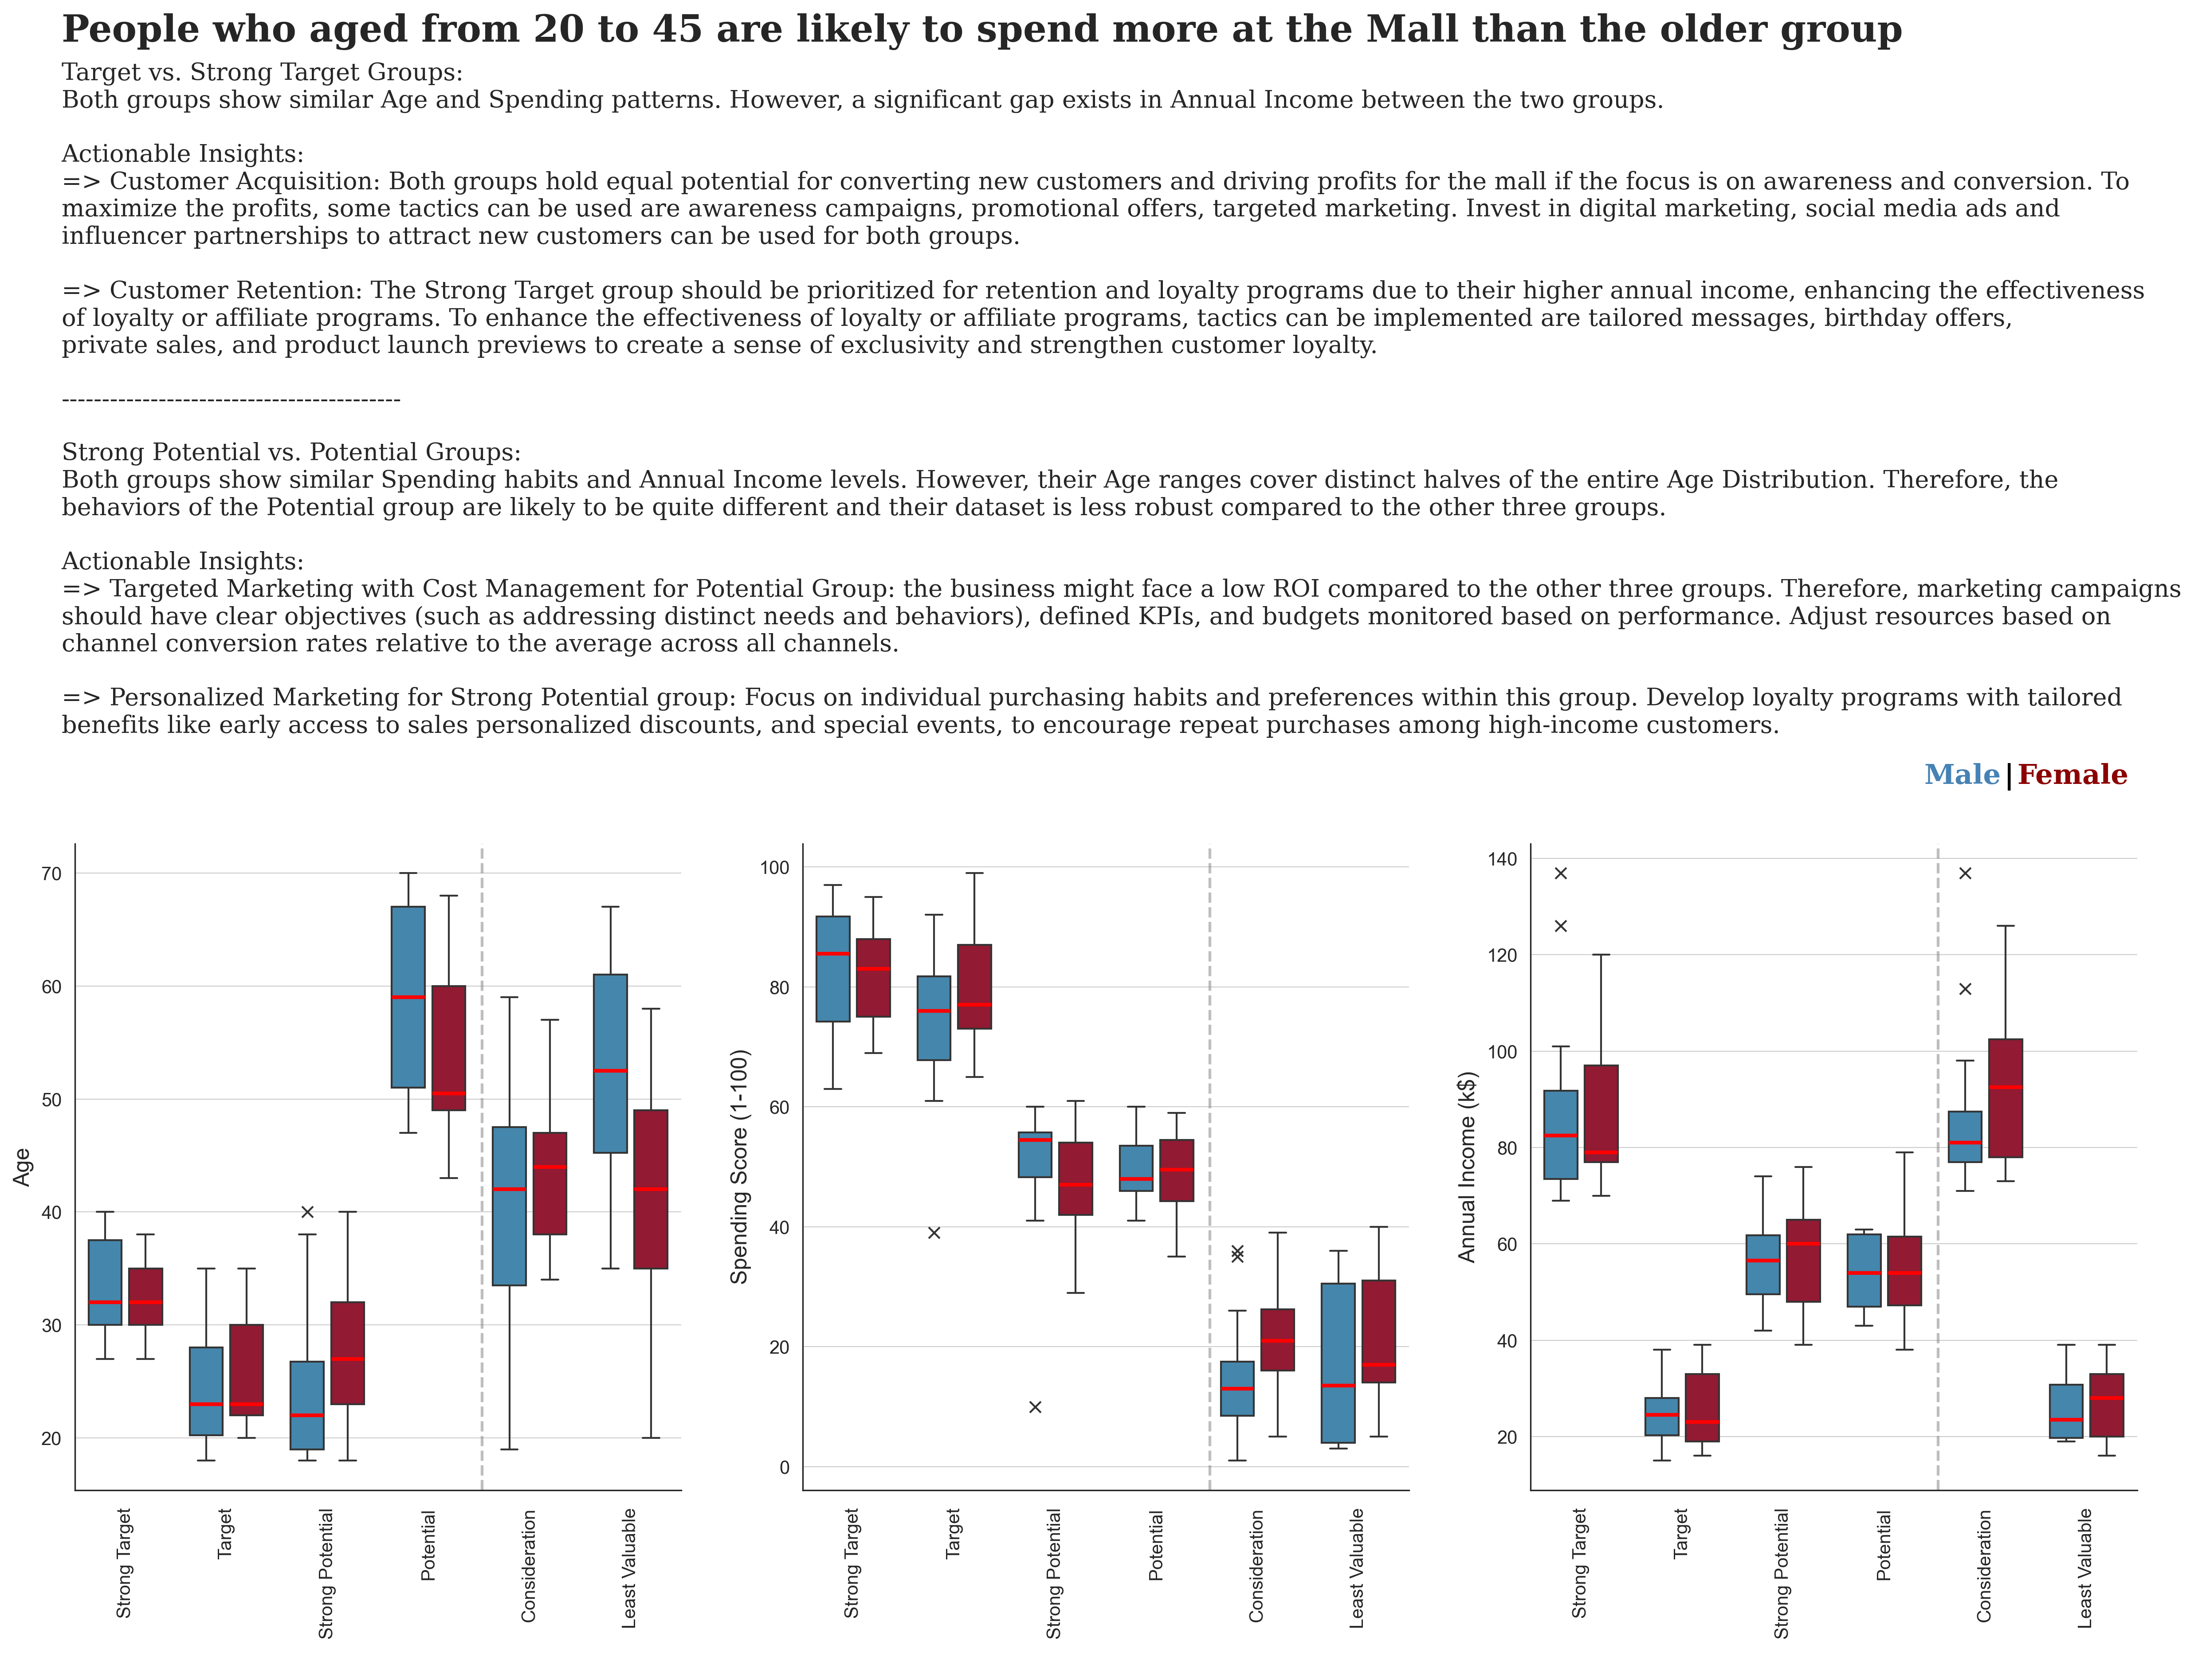 People who aged from 20 to 45 are likely to spend more at the Mall than the older group
Target vs. Strong Target Groups:
Both groups show similar Age and Spending patterns. However, a significant gap exists in Annual Income between the two groups.
Actionable Insights:
=> Customer Acquisition: Both groups hold equal potential for converting new customers and driving profits for the mall if the focus is on awareness and conversion. To
maximize the profits, some tactics can be used are awareness campaigns, promotional offers, targeted marketing. Invest in digital marketing, social media ads and
influencer partnerships to attract new customers can be used for both groups.
=> Customer Retention: The Strong Target group should be prioritized for retention and loyalty programs due to their higher annual income, enhancing the effectiveness
of loyalty or affiliate programs. To enhance the effectiveness of loyalty or affiliate programs, tactics can be implemented are tailored messages, birthday offers,
private sales, and product launch previews to create a sense of exclusivity and strengthen customer loyalty.
------------------------------------------
Strong Potential vs. Potential Groups:
Both groups show similar Spending habits and Annual Income levels. However, their Age ranges cover distinct halves of the entire Age Distribution. Therefore, the
behaviors of the Potential group are likely to be quite different and their dataset is less robust compared to the other three groups.
Actionable Insights:
=> Targeted Marketing with Cost Management for Potential Group: the business might face a low ROI compared to the other three groups. Therefore, marketing campaigns
should have clear objectives (such as addressing distinct needs and behaviors), defined KPIs, and budgets monitored based on performance. Adjust resources based on
channel conversion rates relative to the average across all channels.
=> Personalized Marketing for Strong Potential group: Focus on individual purchasing habits and preferences within this group. Develop loyalty programs with tailored
benefits like early access to sales personalized discounts, and special events, to encourage repeat purchases among high-income customers.
Male|Female
Age
70
60
50
40
30
20
Strong Target
Target
Strong Potential
Potential
Consideration
Least Valuable
Spending Score (1-100)
100
80
60
40
20
0
Strong Target
Target
Strong Potential
Potential
Consideration
Least Valuable
Annual Income (k$)
140
120
100
80
60
40
20
Strong Target
Target
Strong Potential
Potential
Consideration
Least Valuable